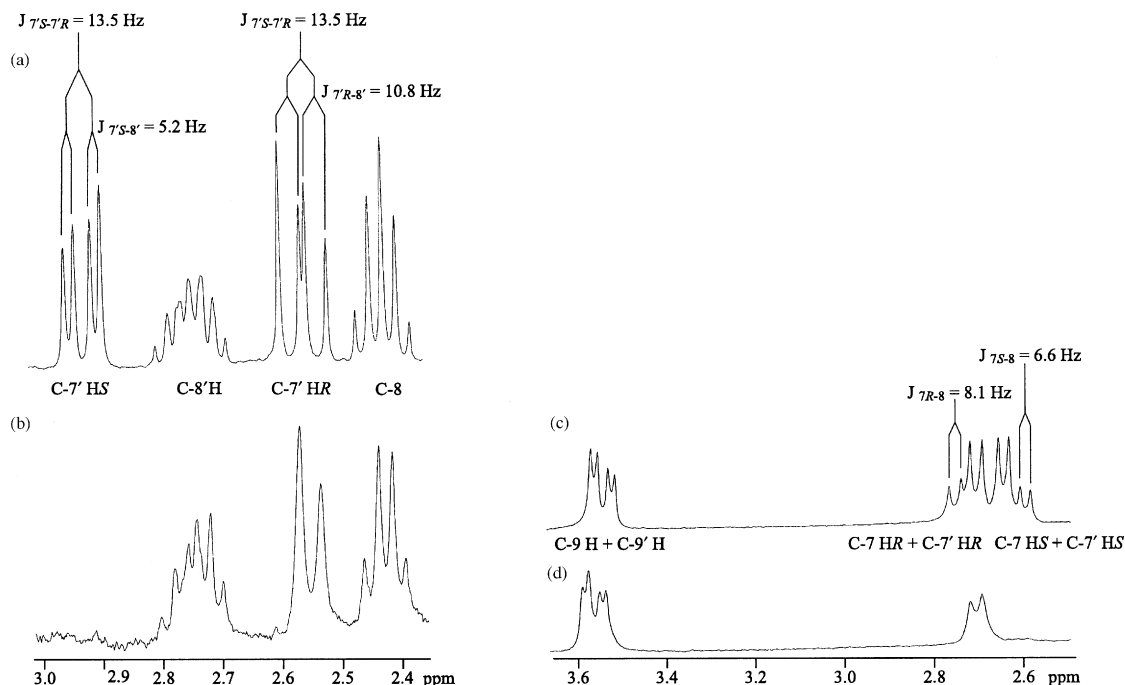 J 7'S-7'R = 13.5 Hz
J 7'S-7'R = 13.5 Hz
(a)
J 7'R-8' = 10.8 Hz
J 7'S-8' = 5.2 Hz
C-7' HS
C-8'H
C-7' HR
C-8
(b)
3.0
2.9
2.8
2.7
2.6
2.5
2.4
ppm
J 7S-8 = 6.6 Hz
J 7R-8 = 8.1 Hz
(c)
C-9 H + C-9' H
C-7 HR + C-7' HR
C-7 HS + C-7' HS
(d)
3.6
3.4
3.2
3.0
2.8
2.6
ppm